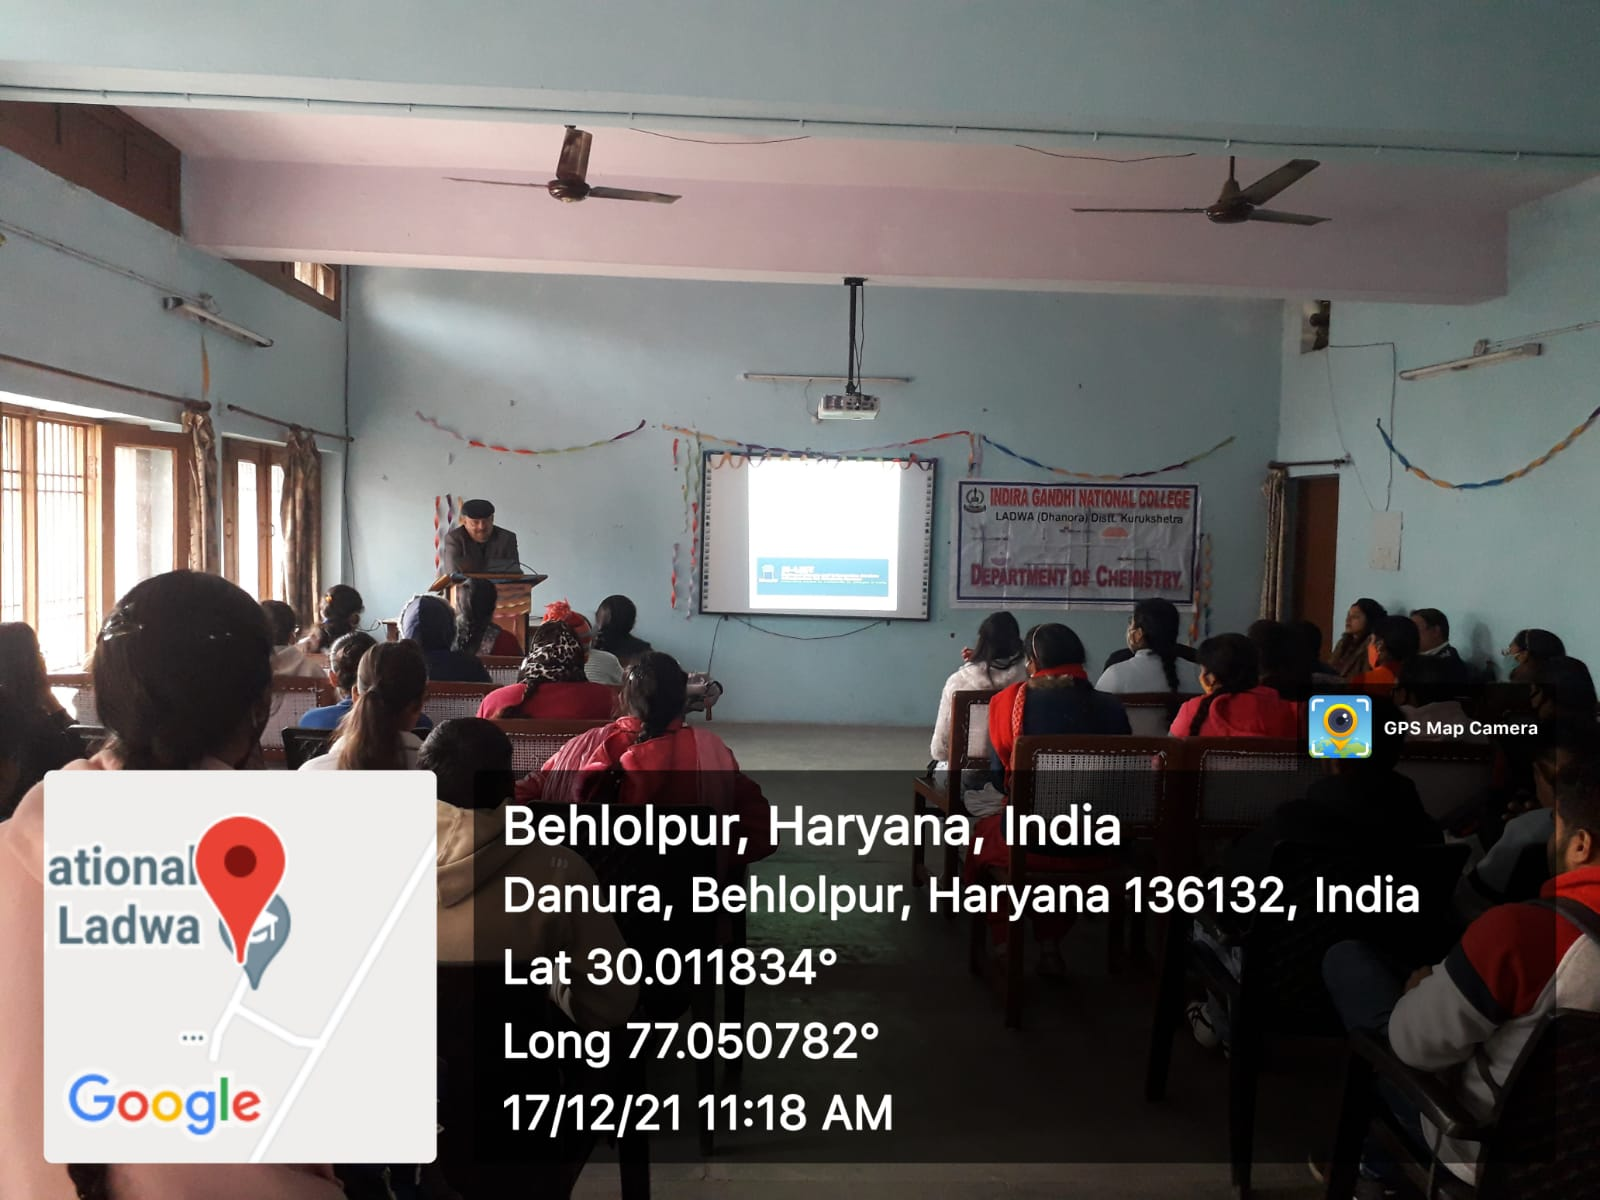 INDIRA GANDHI NATIONAL COLLEGE
LADWA (Dhanora) Distt. Kurukshetra
DEPARTMENT OF CHEMISTRY
GPS Map Camera
ational
Ladwa
...
Google
Behlolpur, Haryana, India
Danura, Behlolpur, Haryana 136132, India
Lat 30.011834°
Long 77.050782°
17/12/21 11:18 AM